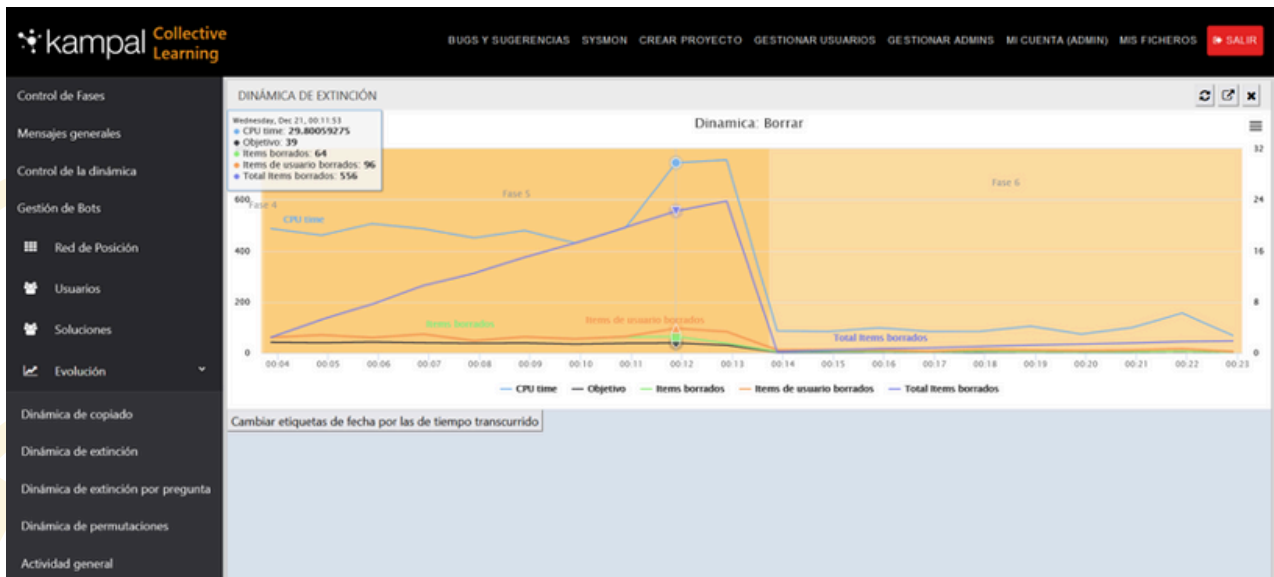 kampal Collective Learning
BUGS Y SUGERENCIAS SYSMON CREAR PROYECTO GESTIONAR USUARIOS GESTIONAR ADMINS MI CUENTA (ADMIN) MIS FICHEROS SALIR
Control de Fases
Mensajes generales
Control de la dinámica
Gestión de Bots
Red de Posición
Usuarios
Soluciones
Evolución
Dinámica de copiado
Dinámica de extinción
Dinámica de extinción por pregunta
Dinámica de permutaciones
Actividad general
DINÁMICA DE EXTINCIÓN
Dinamica: Borrar
Wednesday, Dec 21, 00:11:53
CPU time: 29.80059275
Objetivo: 39
Items borrados: 64
Items de usuario borrados: 96
Total Items borrados: 556
32
24
16
8
0
600
400
200
0
Fase 4
Fase 5
Fase 6
CPU time
Items borrados
Items de usuario borrados
Total Items borrados
00:04 00:05 00:06 00:07 00:08 00:09 00:10 00:11 00:12 00:13 00:14 00:15 00:16 00:17 00:18 00:19 00:20 00:21 00:22 00:23
CPU time Objetivo Items borrados Items de usuario borrados Total Items borrados
Cambiar etiquetas de fecha por las de tiempo transcurrido